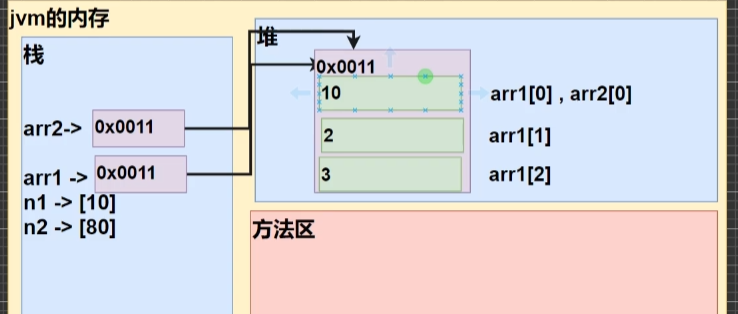 jvm的内存
栈
堆
0x0011
10
arr1[0] , arr2[0]
arr2-> 0x0011
2
arr1[1]
arr1 -> 0x0011
3
arr1[2]
n1 -> [10]
n2 -> [80]
方法区